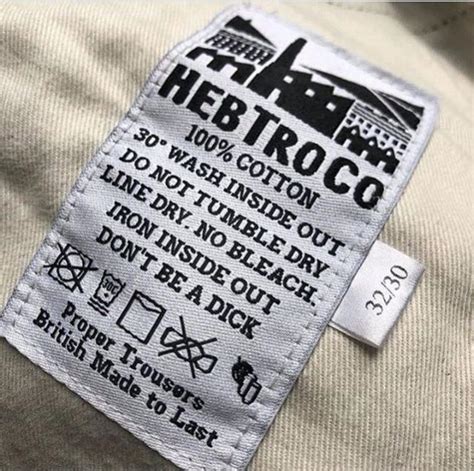 HEBTROCO
100% COTTON
30° WASH INSIDE OUT
DO NOT TUMBLE DRY
LINE DRY. NO BLEACH.
IRON INSIDE OUT
DON'T BE A DICK
Proper Trousers
British Made to Last
32/30